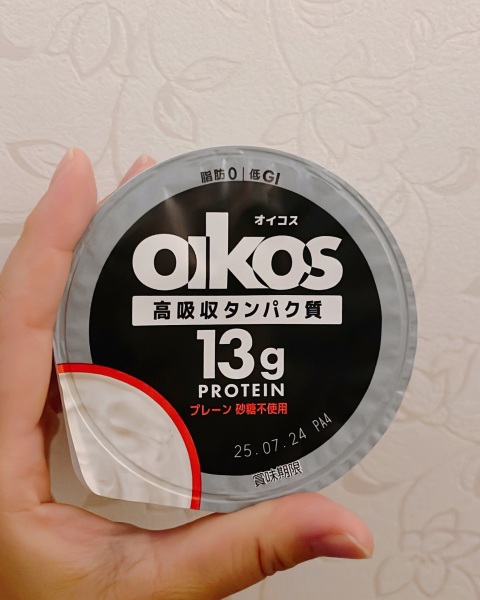 脂肪0 | 低GI
オイコス
oikos
高吸収タンパク質
13g
PROTEIN
プレーン 砂糖不使用
25.07.24 PA4
賞味期限